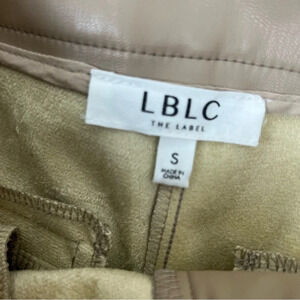 LBLC
THE LABEL
S
MADE IN
CHINA